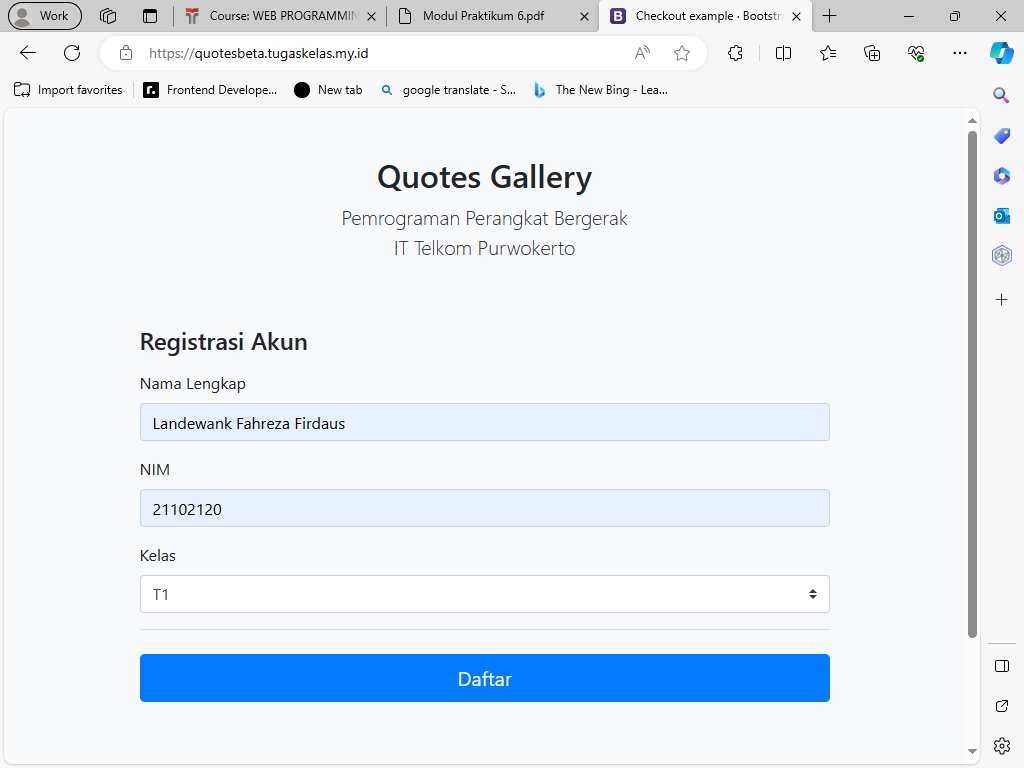 Work
Course: WEB PROGRAMMIN
Modul Praktikum 6.pdf
Checkout example · Bootstr
https://quotesbeta.tugaskelas.my.id
Import favorites
Frontend Develope...
New tab
google translate - S...
The New Bing - Lea...
Quotes Gallery
Pemrograman Perangkat Bergerak
IT Telkom Purwokerto
Registrasi Akun
Nama Lengkap
Landewank Fahreza Firdaus
NIM
21102120
Kelas
T1
Daftar